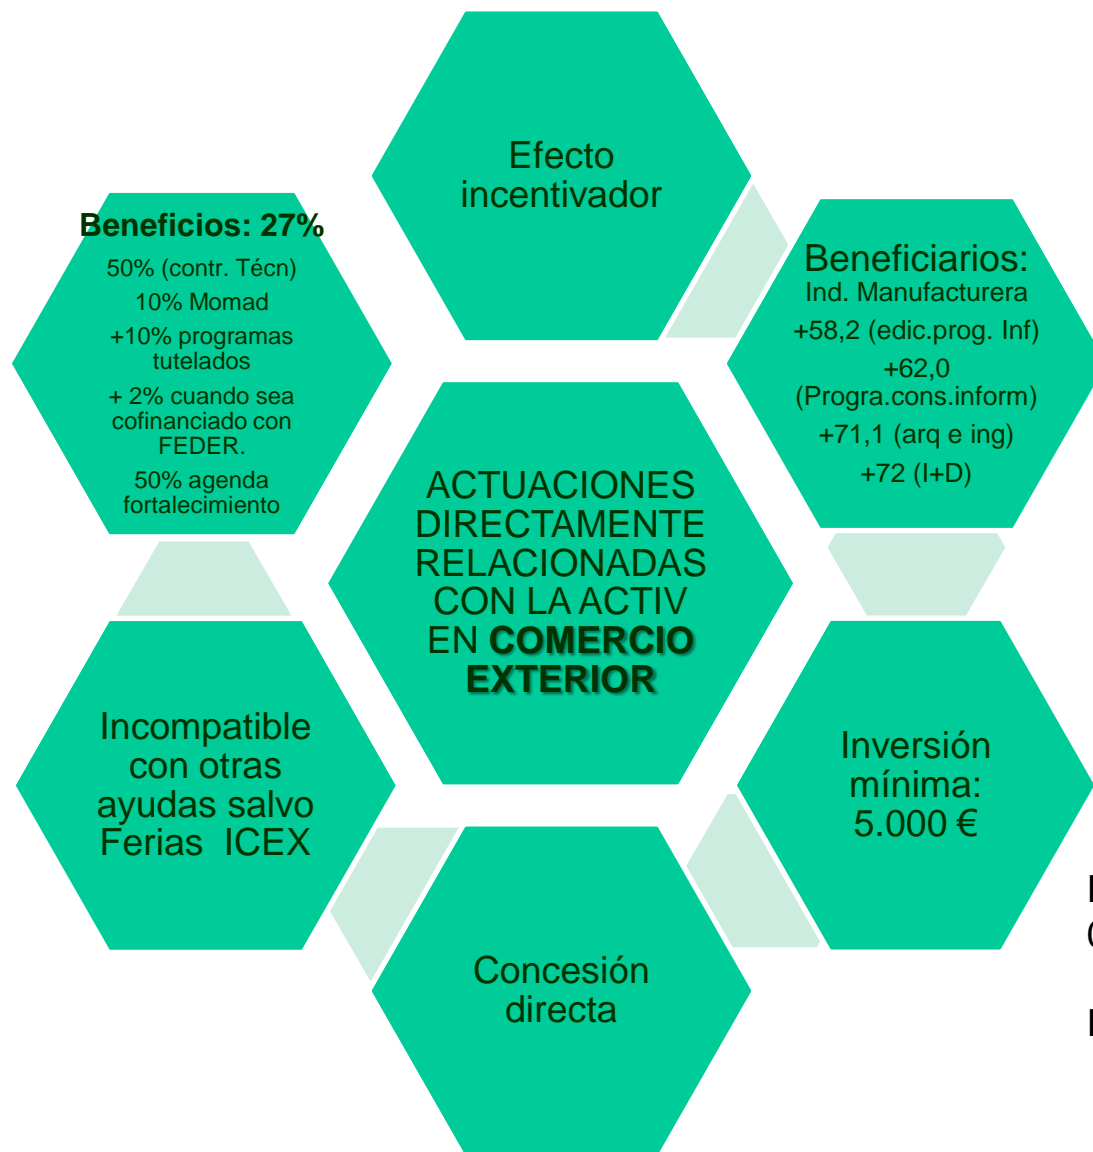 Efecto
incentivador
Beneficios: 27%
50% (contr. Técn)
10% Momad
+10% programas
tutelados
+ 2% cuando sea
cofinanciado con
FEDER.
50% agenda
fortalecimiento
Beneficiarios:
Ind. Manufacturera
+58,2 (edic.prog. Inf)
+62,0
(Progra.cons.inform)
+71,1 (arq e ing)
+72 (I+D)
ACTUACIONES
DIRECTAMENTE
RELACIONADAS
CON LA ACTIV
EN COMERCIO
EXTERIOR
Incompatible
con otras
ayudas salvo
Ferias ICEX
Inversión
mínima:
5.000 €
Concesión
directa